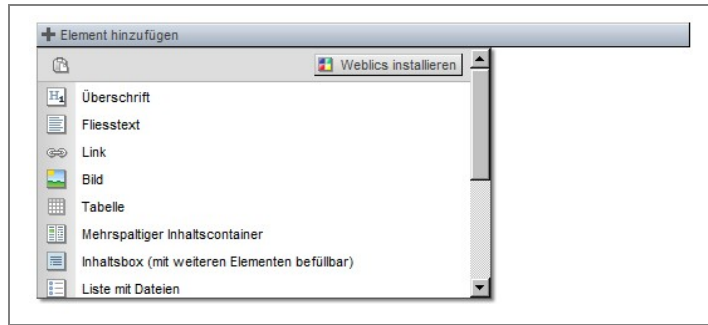 Element hinzufügen
Weblics installieren
H1 Überschrift
Fliesstext
Link
Bild
Tabelle
Mehrspaltiger Inhaltscontainer
Inhaltsbox (mit weiteren Elementen befüllbar)
Liste mit Dateien